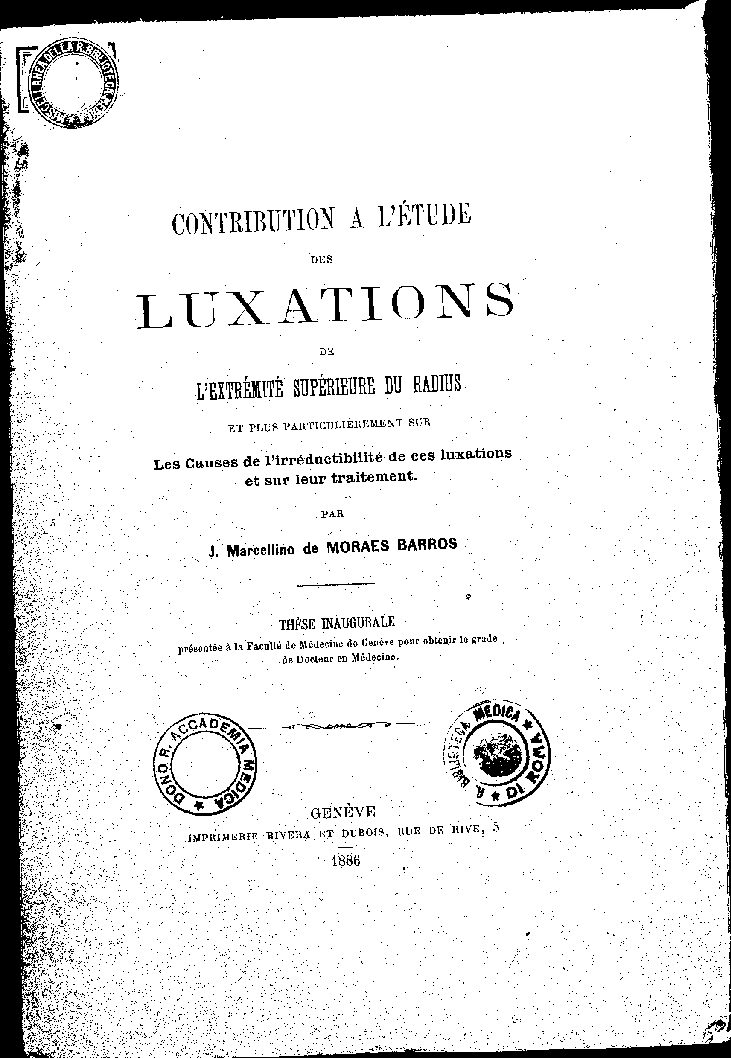 CONTRIBUTION A L'ÉTUDE
DES
LUXATIONS
DE
L'EXTRÉMITÉ SUPÉRIEURE DU RADIUS
ET PLUS PARTICULIÈREMENT SUR
Les Causes de l'irréductibilité de ces luxations
et sur leur traitement.
PAR
J. Marcellino de MORAES BARROS
THÈSE INAUGURALE
présentée à la Faculté de Médecine de Genève pour obtenir le grade
de Docteur en Médecine.
DONO R. ACCADEMIA MEDICA
R. BIBLIOTECA MEDICA DI ROMA
GENÈVE
IMPRIMERIE RIVERA ET DUBOIS, RUE DE RIVE, 5
1886